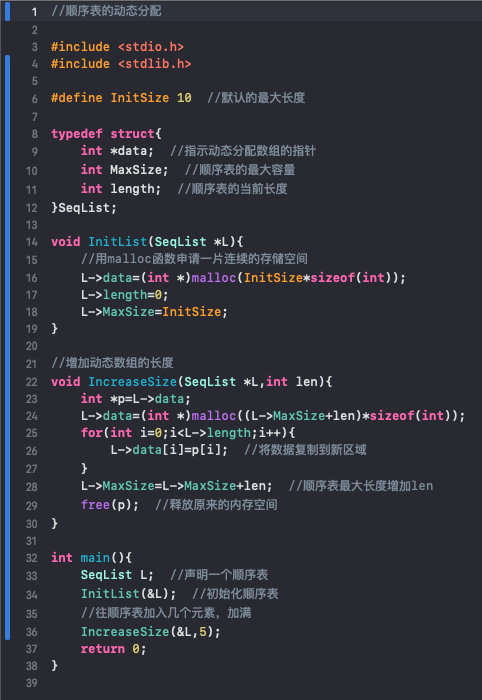 1 //顺序表的动态分配
2
3 #include <stdio.h>
4 #include <stdlib.h>
5
6 #define InitSize 10  //默认的最大长度
7
8 typedef struct{
9     int *data;  //指示动态分配数组的指针
10     int MaxSize;  //顺序表的最大容量
11     int length;  //顺序表的当前长度
12 }SeqList;
13
14 void InitList(SeqList *L){
15     //用malloc函数申请一片连续的存储空间
16     L->data=(int *)malloc(InitSize*sizeof(int));
17     L->length=0;
18     L->MaxSize=InitSize;
19 }
20
21 //增加动态数组的长度
22 void IncreaseSize(SeqList *L,int len){
23     int *p=L->data;
24     L->data=(int *)malloc((L->MaxSize+len)*sizeof(int));
25     for(int i=0;i<L->length;i++){
26         L->data[i]=p[i];  //将数据复制到新区域
27     }
28     L->MaxSize=L->MaxSize+len;  //顺序表最大长度增加len
29     free(p);  //释放原来的内存空间
30 }
31
32 int main(){
33     SeqList L;  //声明一个顺序表
34     InitList(&L);  //初始化顺序表
35     //往顺序表加入几个元素，加满
36     IncreaseSize(&L,5);
37     return 0;
38 }
39